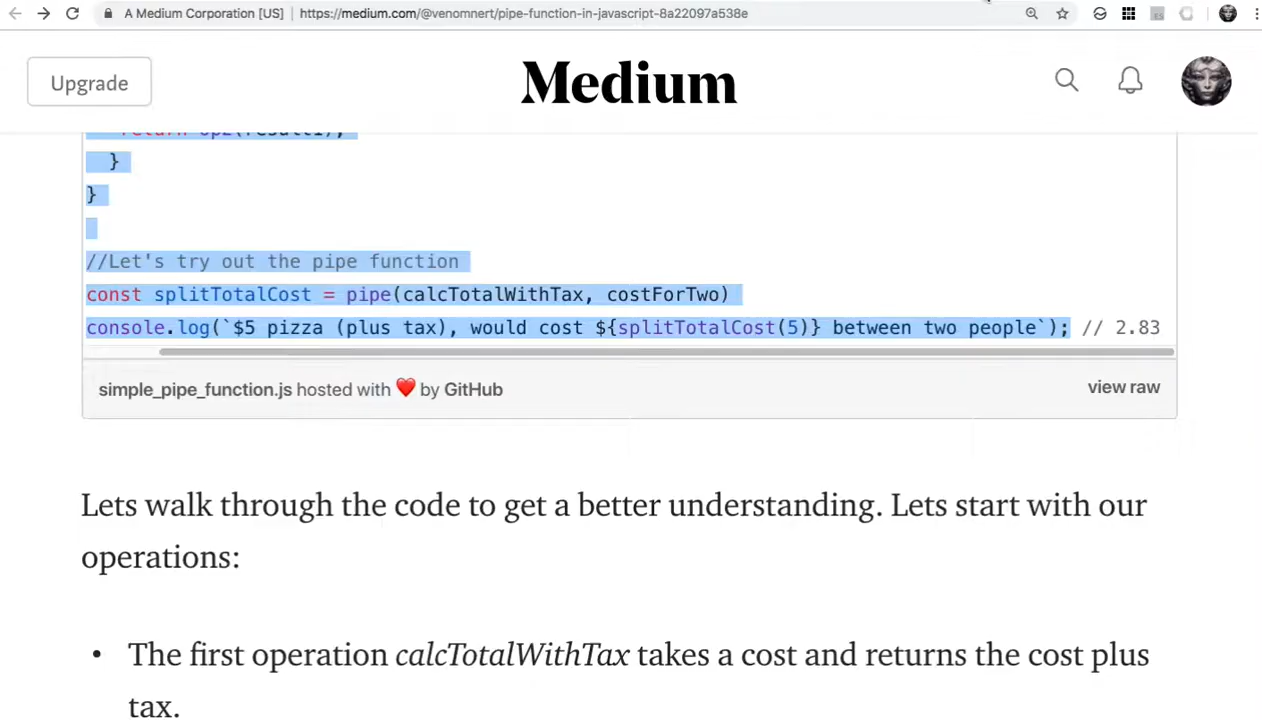 A Medium Corporation [US] | https://medium.com/@venomnert/pipe-function-in-javascript-8a22097a538e
Upgrade
Medium
return op2(result1);
}
}
//Let's try out the pipe function
const splitTotalCost = pipe(calcTotalWithTax, costForTwo)
console.log(`$5 pizza (plus tax), would cost ${splitTotalCost(5)} between two people`); // 2.83
simple_pipe_function.js hosted with ❤ by GitHub
view raw
Lets walk through the code to get a better understanding. Lets start with our
operations:
• The first operation calcTotalWithTax takes a cost and returns the cost plus
tax.